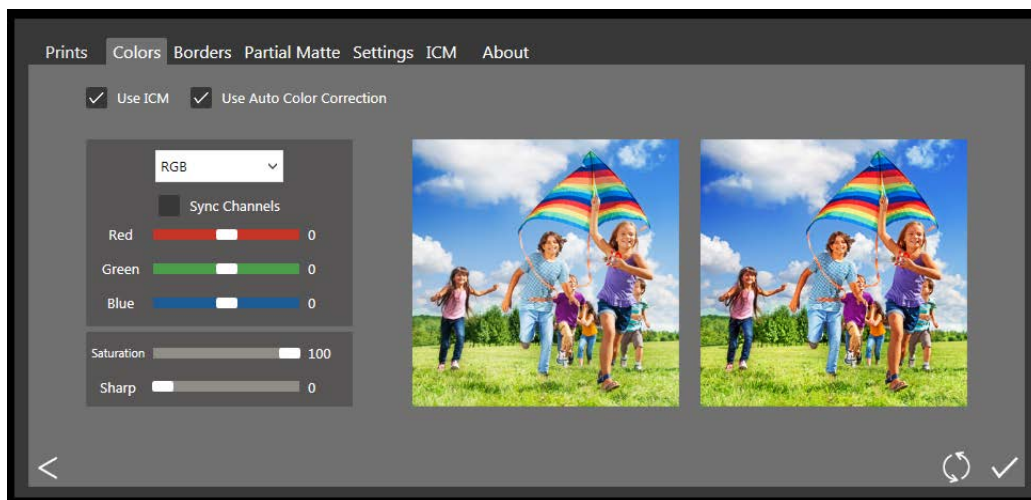 Prints Colors Borders Partial Matte Settings ICM About
Use ICM Use Auto Color Correction
RGB
Sync Channels
Red 0
Green 0
Blue 0
Saturation 100
Sharp 0